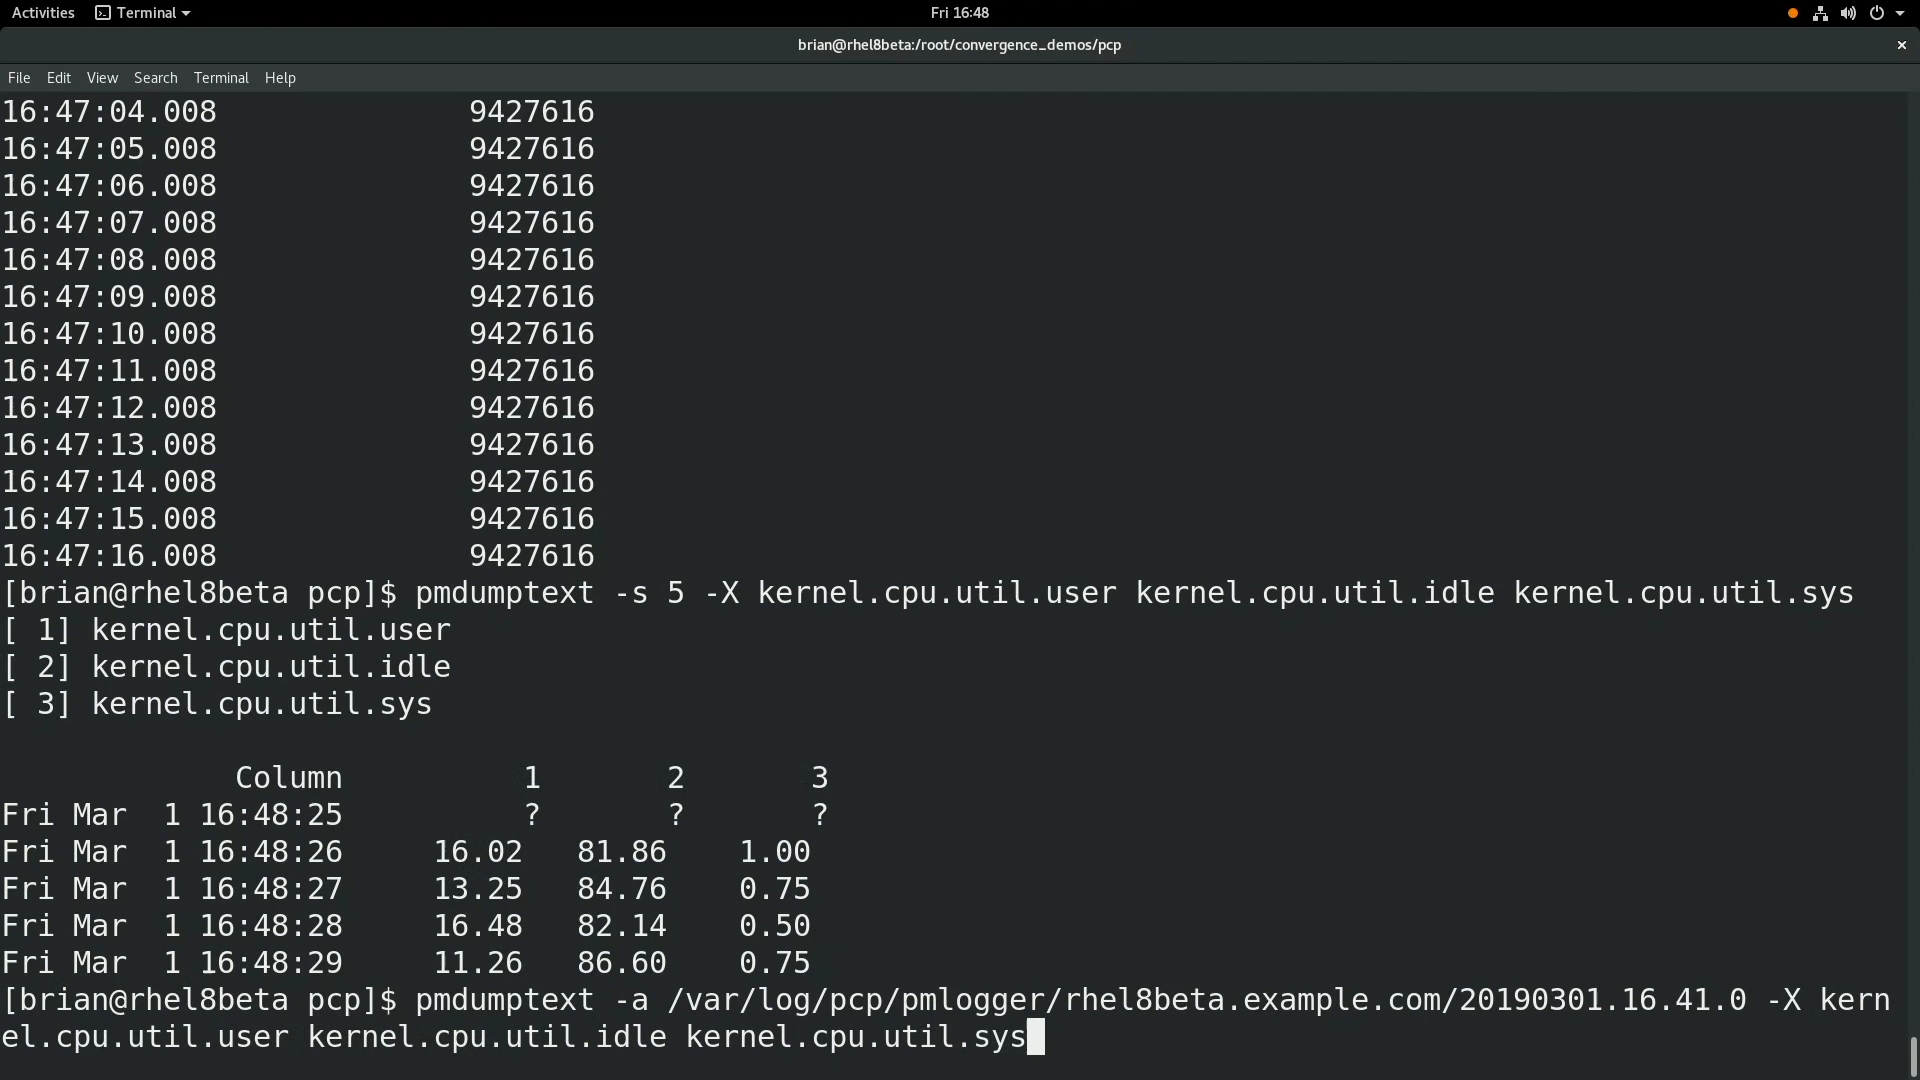 Activities Terminal Fri 16:48
brian@rhel8beta:/root/convergence_demos/pcp ×
File Edit View Search Terminal Help
16:47:04.008 9427616
16:47:05.008 9427616
16:47:06.008 9427616
16:47:07.008 9427616
16:47:08.008 9427616
16:47:09.008 9427616
16:47:10.008 9427616
16:47:11.008 9427616
16:47:12.008 9427616
16:47:13.008 9427616
16:47:14.008 9427616
16:47:15.008 9427616
16:47:16.008 9427616
[brian@rhel8beta pcp]$ pmdumptext -s 5 -X kernel.cpu.util.user kernel.cpu.util.idle kernel.cpu.util.sys
[ 1] kernel.cpu.util.user
[ 2] kernel.cpu.util.idle
[ 3] kernel.cpu.util.sys
Column 1 2 3
Fri Mar  1 16:48:25 ? ? ?
Fri Mar  1 16:48:26 16.02 81.86 1.00
Fri Mar  1 16:48:27 13.25 84.76 0.75
Fri Mar  1 16:48:28 16.48 82.14 0.50
Fri Mar  1 16:48:29 11.26 86.60 0.75
[brian@rhel8beta pcp]$ pmdumptext -a /var/log/pcp/pmlogger/rhel8beta.example.com/20190301.16.41.0 -X kern
el.cpu.util.user kernel.cpu.util.idle kernel.cpu.util.sys